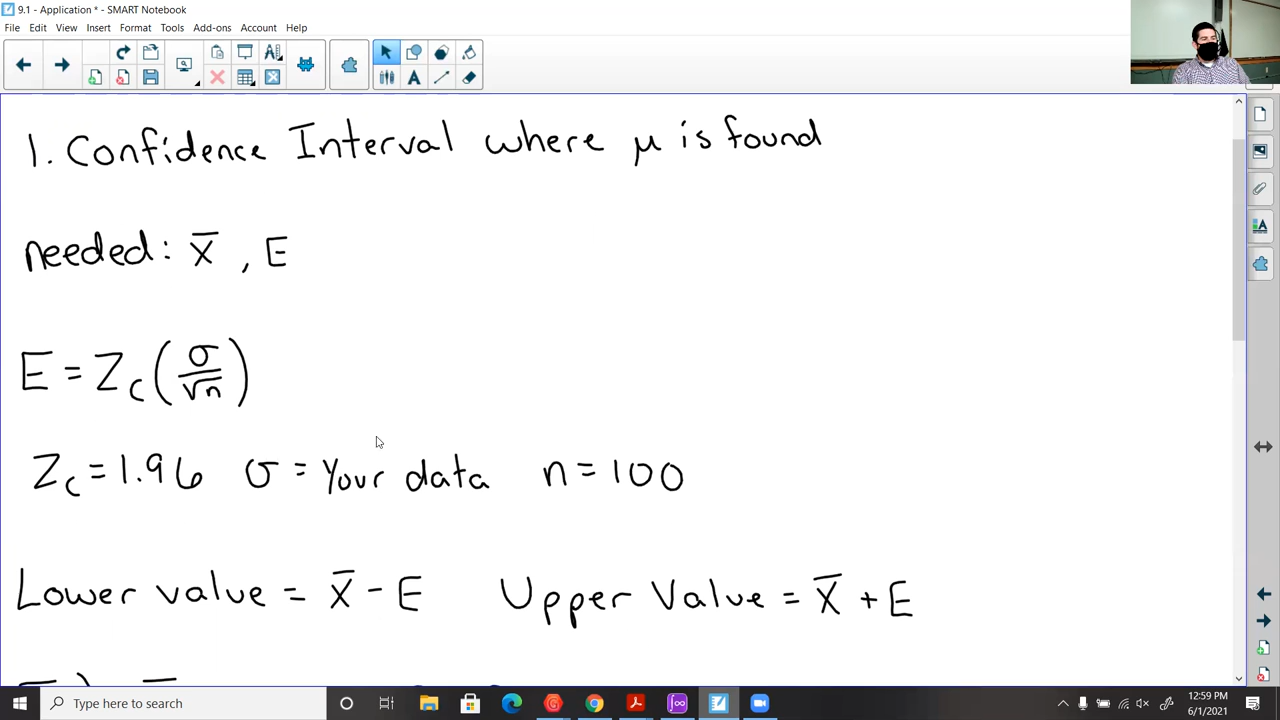 9.1 - Application * - SMART Notebook
File Edit View Insert Format Tools Add-ons Account Help
1. Confidence Interval where μ is found
needed: x̄ , E
E = Zc(σ/√n)
Zc = 1.96 σ = Your data n = 100
Lower value = x̄ - E Upper Value = x̄ + E
Type here to search
12:59 PM
6/1/2021